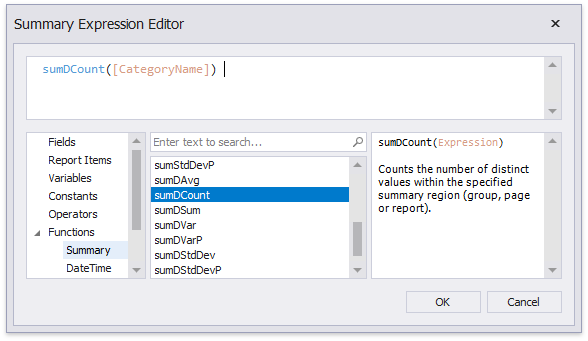 Summary Expression Editor
sumDCount([CategoryName])
Fields
Report Items
Variables
Constants
Operators
Functions
Summary
DateTime
Enter text to search...
sumStdDevP
sumDAvg
sumDCount
sumDSum
sumDVar
sumDVarP
sumDStdDev
sumDStdDevP
sumDCount(Expression)
Counts the number of distinct
values within the specified
summary region (group, page
or report).
OK
Cancel